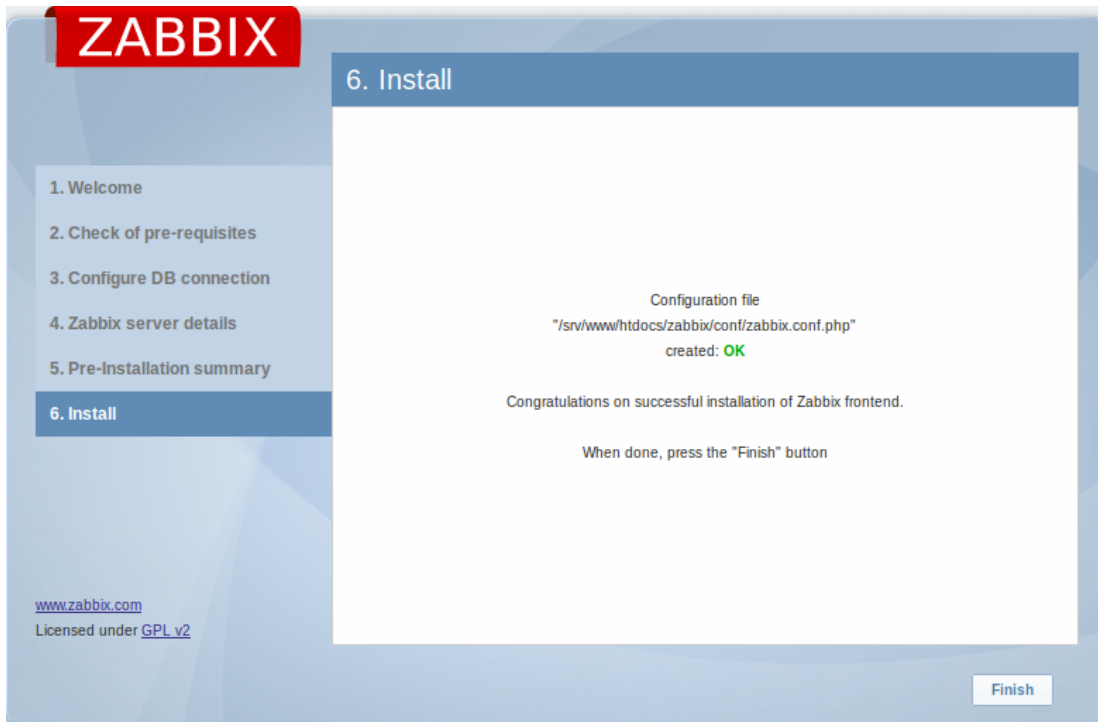 ZABBIX
6. Install
1. Welcome
2. Check of pre-requisites
3. Configure DB connection
4. Zabbix server details
5. Pre-Installation summary
6. Install
Configuration file
"/srv/www/htdocs/zabbix/conf/zabbix.conf.php"
created: OK
Congratulations on successful installation of Zabbix frontend.
When done, press the "Finish" button
www.zabbix.com
Licensed under GPL v2
Finish